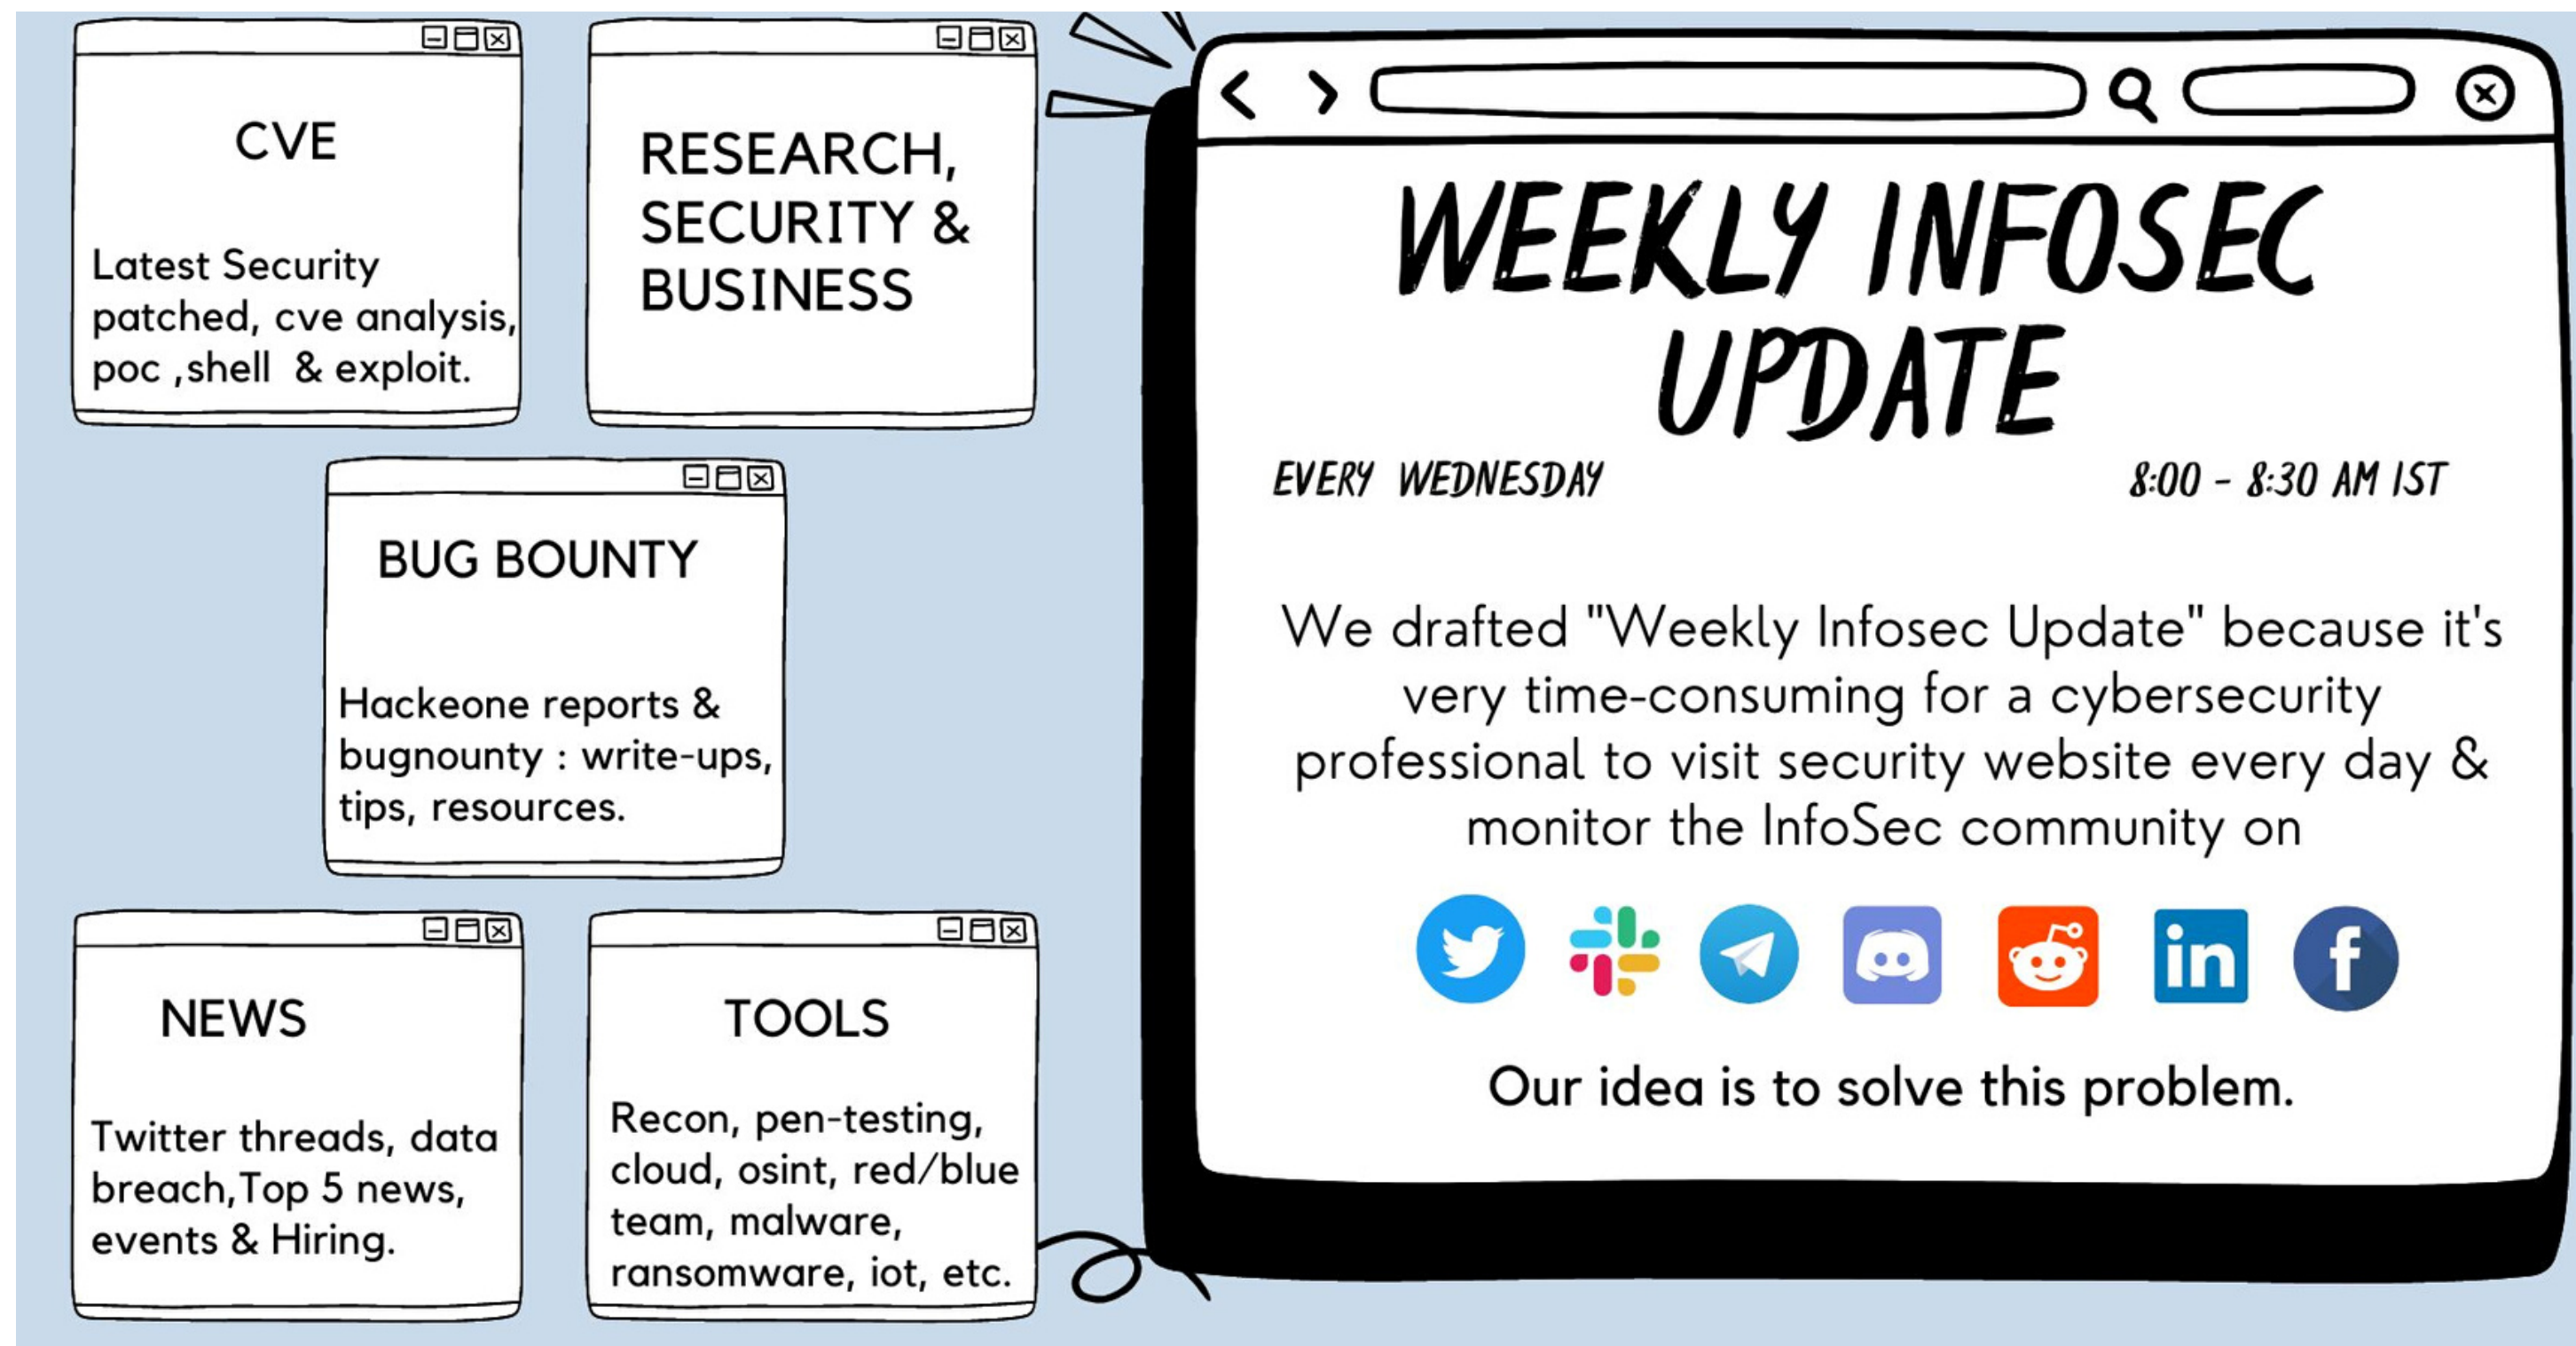 CVE
Latest Security
patched, cve analysis,
poc ,shell & exploit.
RESEARCH,
SECURITY &
BUSINESS
BUG BOUNTY
Hackeone reports &
bugnounty : write-ups,
tips, resources.
NEWS
Twitter threads, data
breach,Top 5 news,
events & Hiring.
TOOLS
Recon, pen-testing,
cloud, osint, red/blue
team, malware,
ransomware, iot, etc.
WEEKLY INFOSEC
UPDATE
EVERY WEDNESDAY
8:00 - 8:30 AM IST
We drafted "Weekly Infosec Update" because it's
very time-consuming for a cybersecurity
professional to visit security website every day &
monitor the InfoSec community on
in
f
Our idea is to solve this problem.